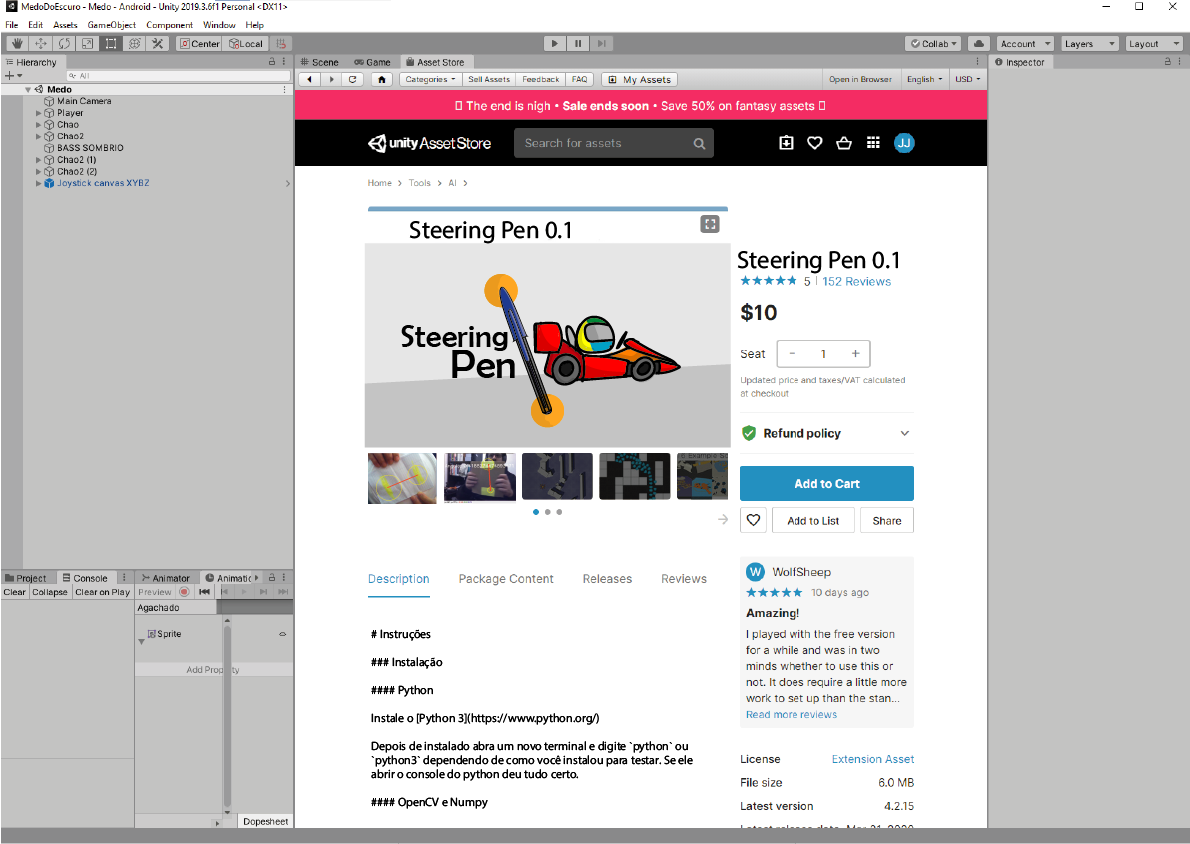 MedoDoEscuro - Medo - Android - Unity 2019.3.6f1 Personal <DX11>
File Edit Assets GameObject Component Window Help
Center Local
Collab Account Layers Layout
Hierarchy
All
Medo
Main Camera
Player
Chao
Chao2
BASS SOMBRIO
Chao2 (1)
Chao2 (2)
Joystick canvas XYBZ
Scene Game Asset Store
Categories Sell Assets Feedback FAQ My Assets Open in Browser English USD
The end is nigh • Sale ends soon • Save 50% on fantasy assets
unity Asset Store Search for assets JJ
Home > Tools > AI >
Steering Pen 0.1
Steering
Pen
Steering Pen 0.1
5 | 152 Reviews
$10
Seat - 1 +
Updated price and taxes/VAT calculated
at checkout
Refund policy
Add to Cart
Add to List Share
W WolfSheep
10 days ago
Amazing!
I played with the free version
for a while and was in two
minds whether to use this or
not. It does require a little more
work to set up than the stan...
Read more reviews
License Extension Asset
File size 6.0 MB
Latest version 4.2.15
Description Package Content Releases Reviews
# Instruções
### Instalação
#### Python
Instale o [Python 3](https://www.python.org/)
Depois de instalado abra um novo terminal e digite `python` ou
`python3` dependendo de como você instalou para testar. Se ele
abrir o console do python deu tudo certo.
#### OpenCV e Numpy
Inspector
Project Console
Clear Collapse Clear on Play
Animator Animatic
Preview
Agachado
Sprite
Add Property
Dopesheet